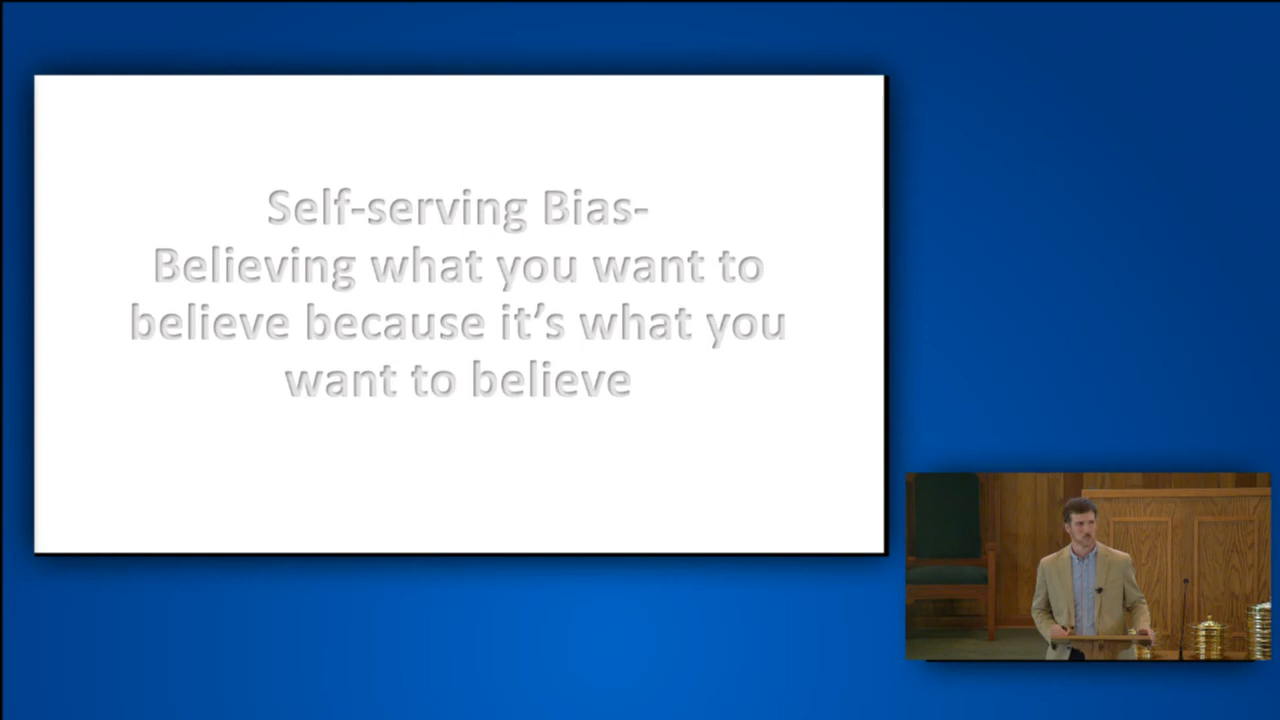 Self-serving Bias-
Believing what you want to
believe because it’s what you
want to believe